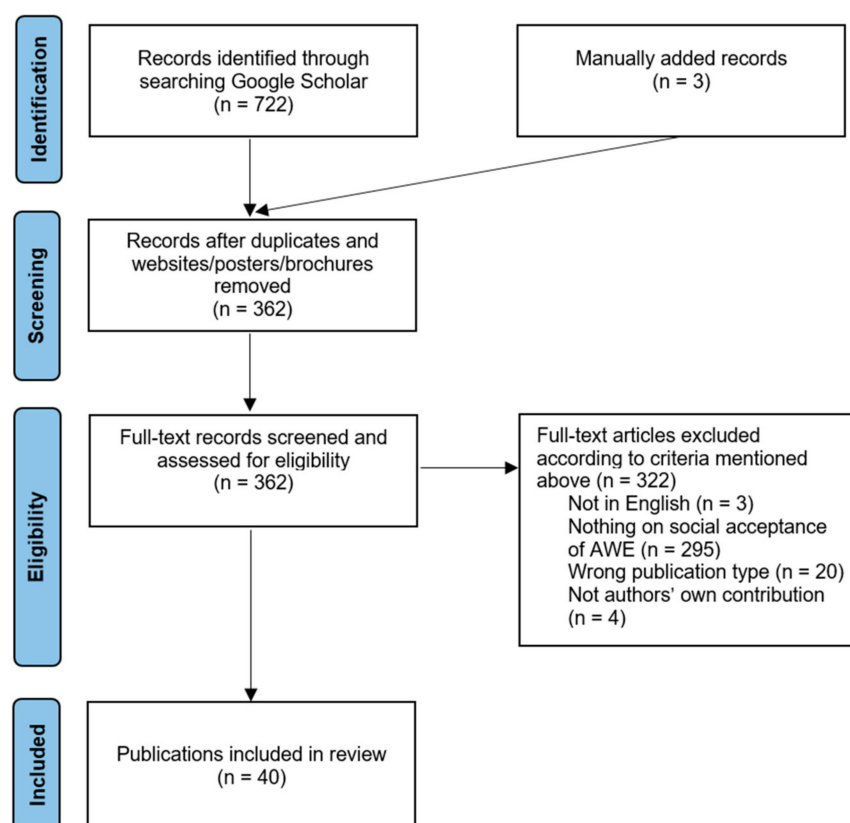 Identification
Records identified through
searching Google Scholar
(n = 722)
Manually added records
(n = 3)
Screening
Records after duplicates and
websites/posters/brochures
removed
(n = 362)
Eligibility
Full-text records screened and
assessed for eligibility
(n = 362)
Full-text articles excluded
according to criteria mentioned
above (n = 322)
Not in English (n = 3)
Nothing on social acceptance
of AWE (n = 295)
Wrong publication type (n = 20)
Not authors’ own contribution
(n = 4)
Included
Publications included in review
(n = 40)